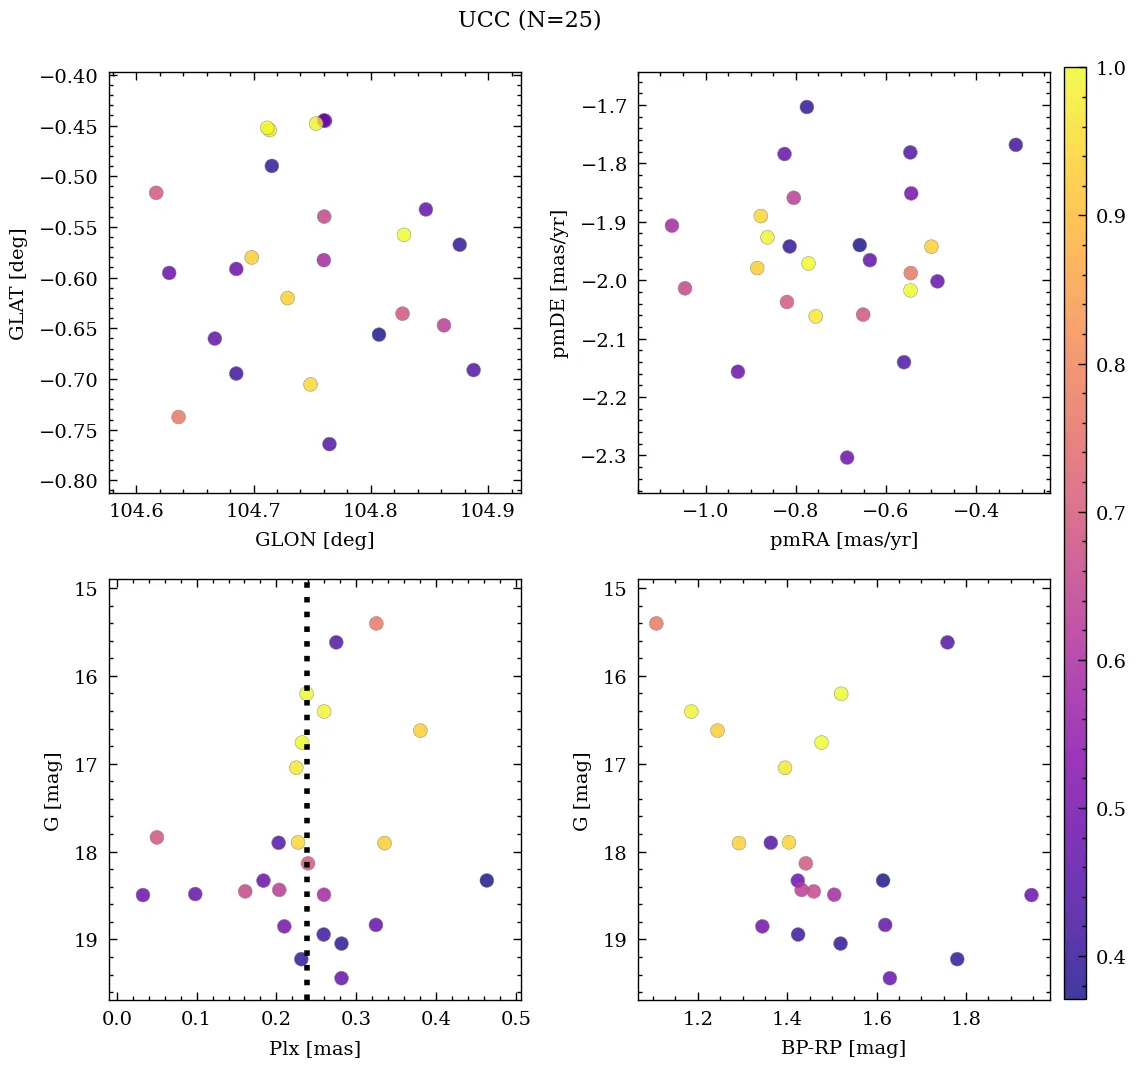 UCC (N=25)
−0.40
−0.45
−0.50
−0.55
−0.60
−0.65
−0.70
−0.75
−0.80
GLAT [deg]
104.6 104.7 104.8 104.9
GLON [deg]
−1.7
−1.8
−1.9
−2.0
−2.1
−2.2
−2.3
pmDE [mas/yr]
−1.0 −0.8 −0.6 −0.4
pmRA [mas/yr]
15
16
17
18
19
G [mag]
0.0 0.1 0.2 0.3 0.4 0.5
Plx [mas]
15
16
17
18
19
G [mag]
1.2 1.4 1.6 1.8
BP-RP [mag]
1.0
0.9
0.8
0.7
0.6
0.5
0.4